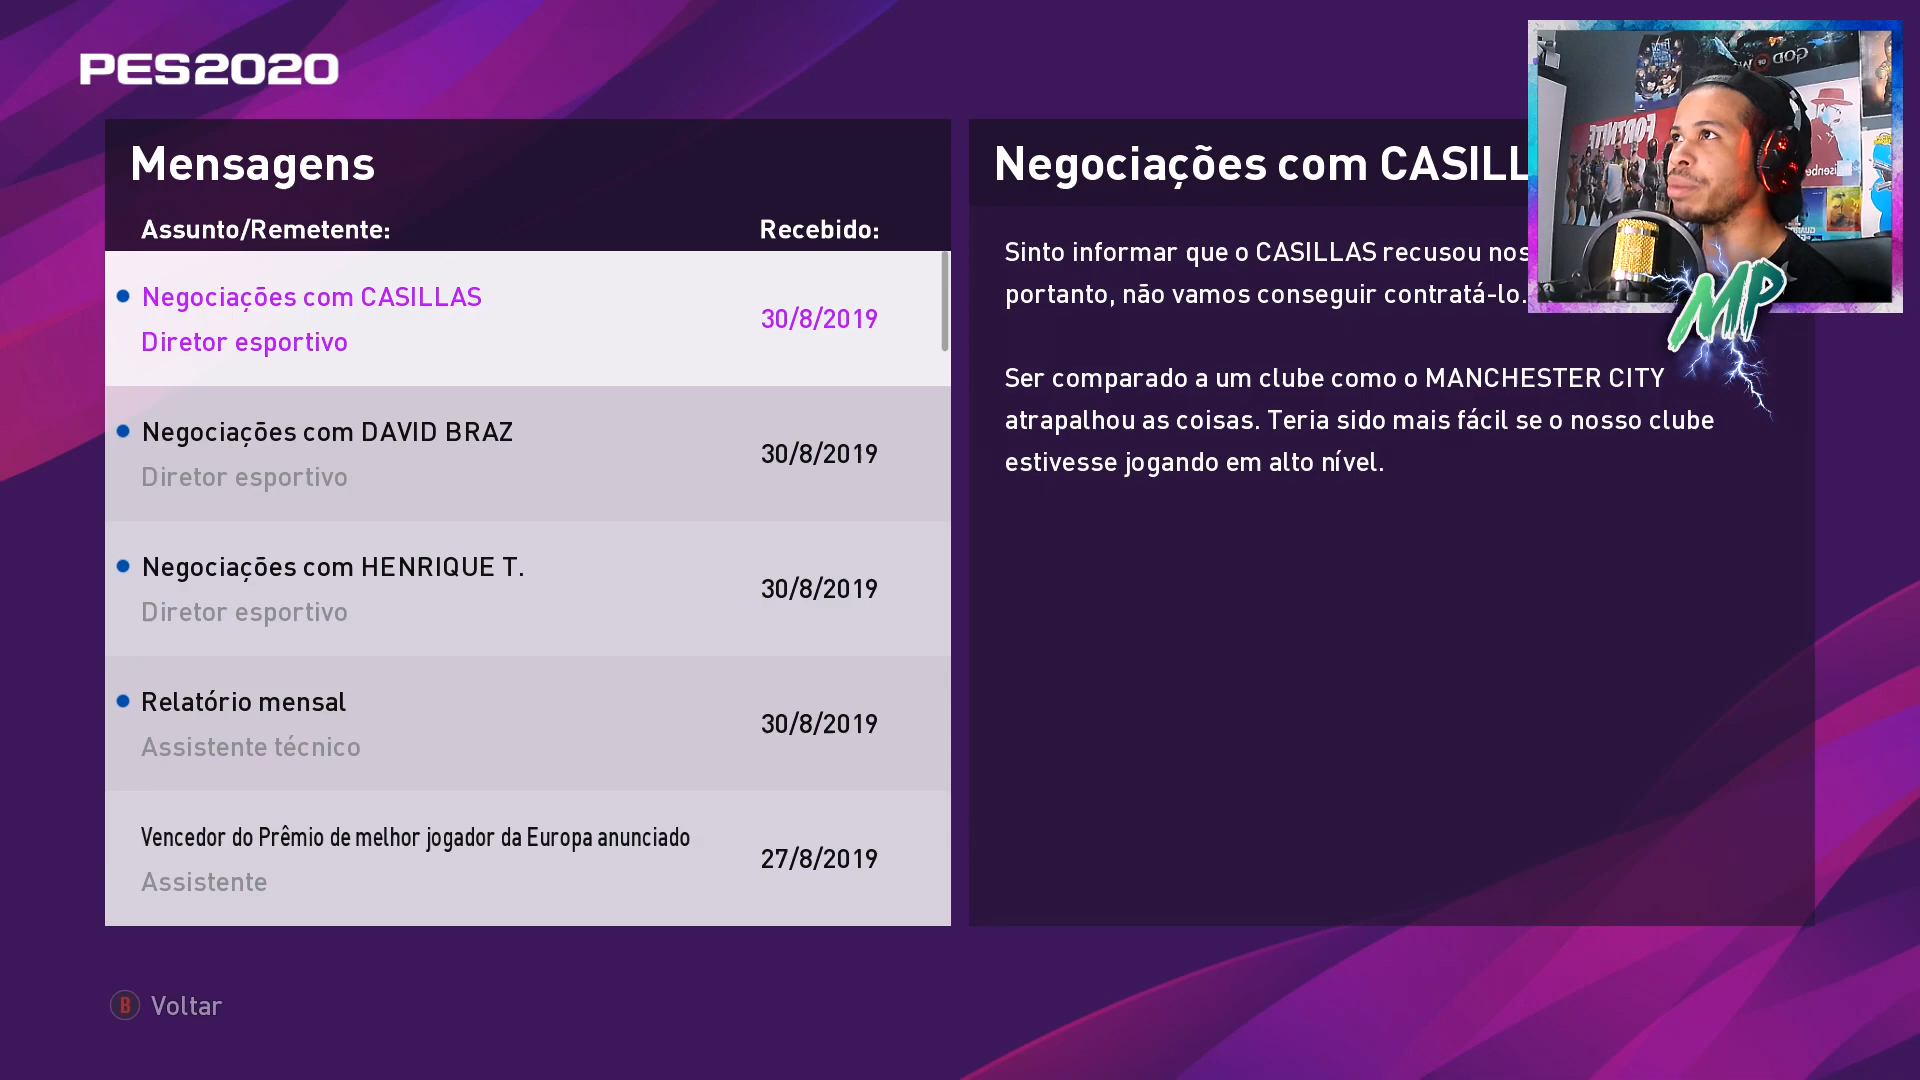 PES2020
Mensagens
Assunto/Remetente: Recebido:
Negociações com CASILLAS
Diretor esportivo
30/8/2019
Negociações com DAVID BRAZ
Diretor esportivo
30/8/2019
Negociações com HENRIQUE T.
Diretor esportivo
30/8/2019
Relatório mensal
Assistente técnico
30/8/2019
Vencedor do Prêmio de melhor jogador da Europa anunciado
Assistente
27/8/2019
Negociações com CASILL
Sinto informar que o CASILLAS recusou nos
portanto, não vamos conseguir contratá-lo.
Ser comparado a um clube como o MANCHESTER CITY
atrapalhou as coisas. Teria sido mais fácil se o nosso clube
estivesse jogando em alto nível.
GOD OF WAR
FORTNITE
MP
B Voltar